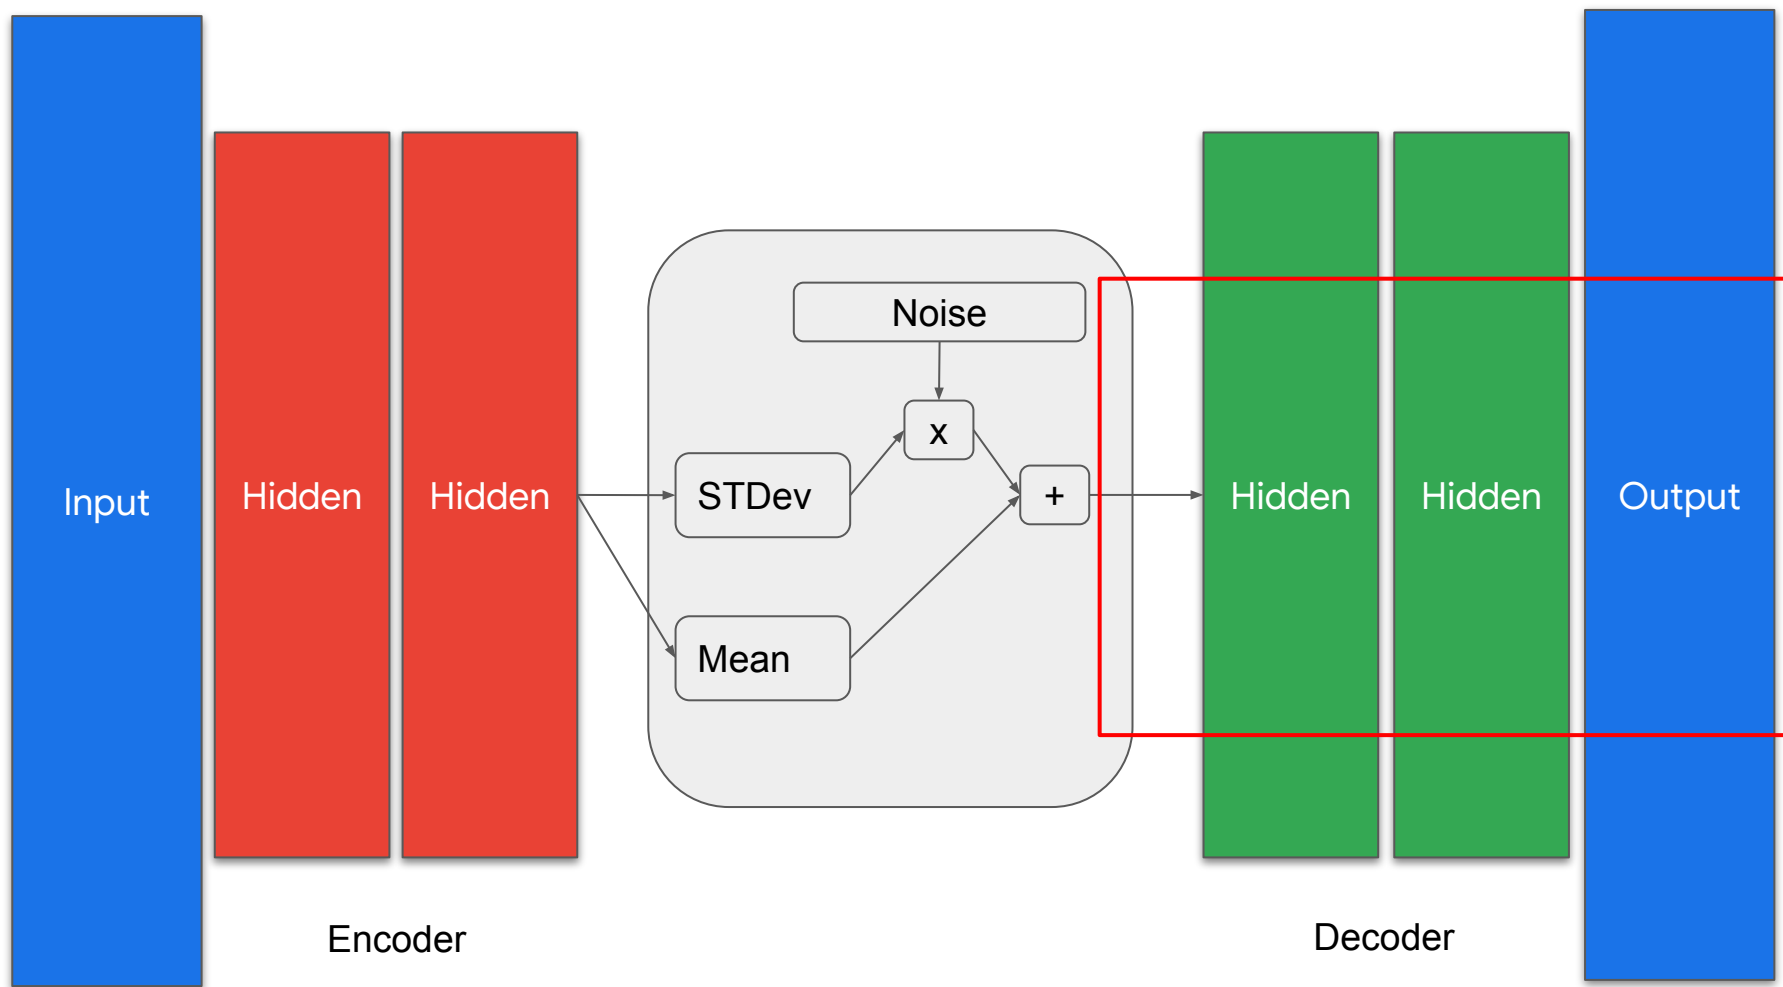 Input
Hidden
Hidden
Noise
x
STDev
+
Mean
Hidden
Hidden
Output
Encoder
Decoder